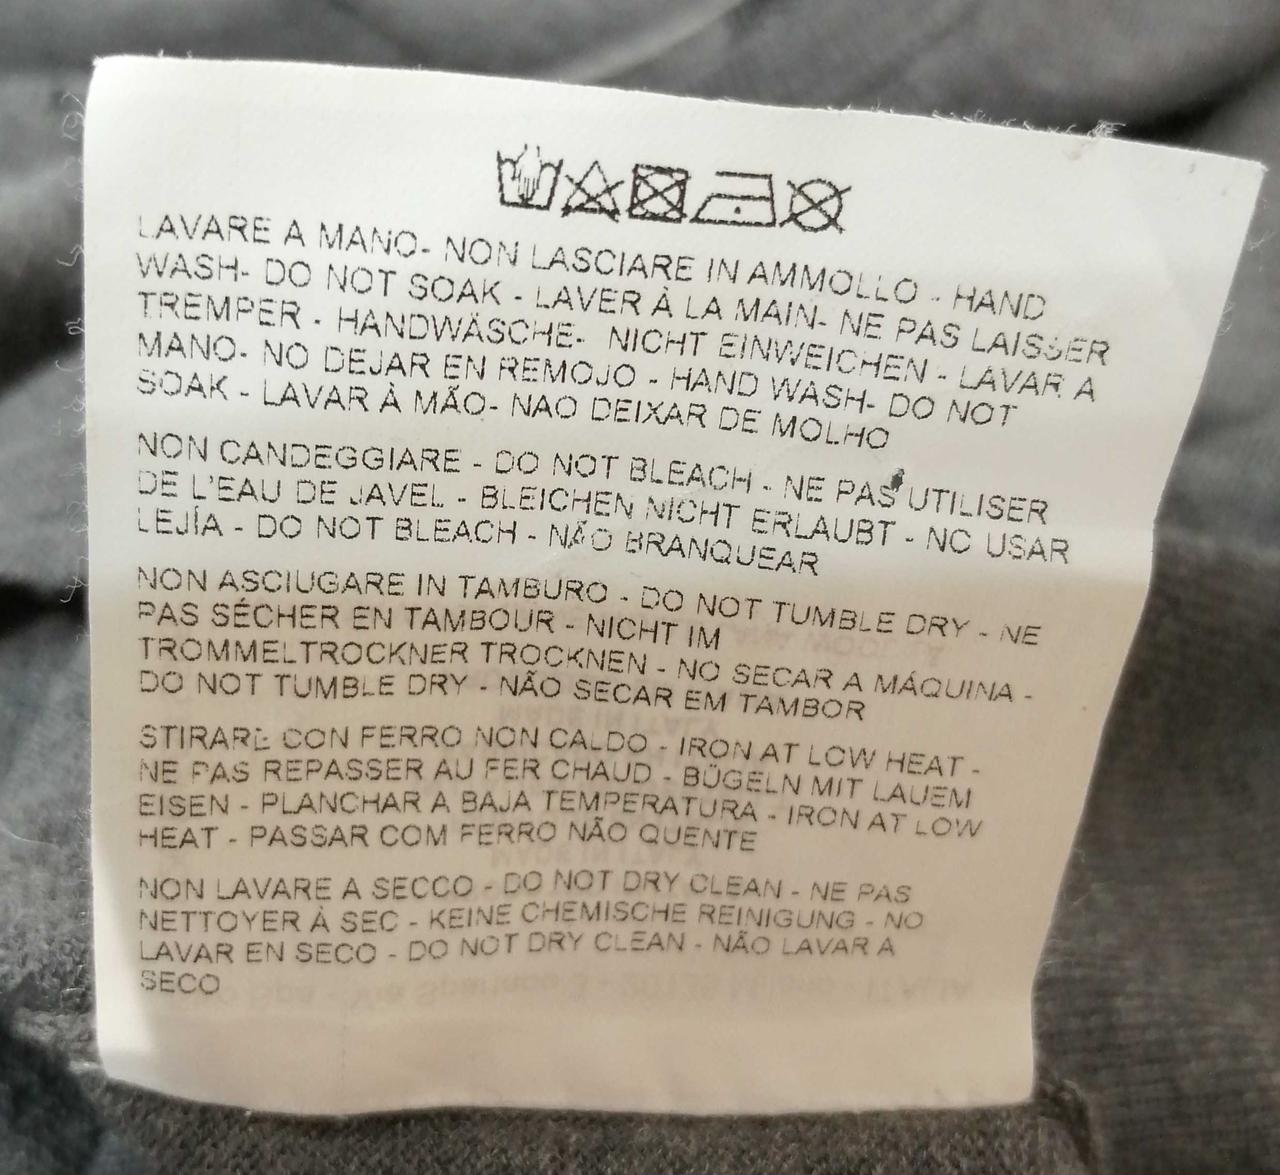 LAVARE A MANO- NON LASCIARE IN AMMOLLO - HAND
WASH- DO NOT SOAK - LAVER À LA MAIN- NE PAS LAISSER
TREMPER - HANDWÄSCHE- NICHT EINWEICHEN - LAVAR A
MANO- NO DEJAR EN REMOJO - HAND WASH- DO NOT
SOAK - LAVAR À MÃO- NAO DEIXAR DE MOLHO
NON CANDEGGIARE - DO NOT BLEACH - NE PAS UTILISER
DE L'EAU DE JAVEL - BLEICHEN NICHT ERLAUBT - NO USAR
LEJÍA - DO NOT BLEACH - NÃO BRANQUEAR
NON ASCIUGARE IN TAMBURO - DO NOT TUMBLE DRY - NE
PAS SÉCHER EN TAMBOUR - NICHT IM
TROMMELTROCKNER TROCKNEN - NO SECAR A MÁQUINA -
DO NOT TUMBLE DRY - NÃO SECAR EM TAMBOR
STIRARE CON FERRO NON CALDO - IRON AT LOW HEAT -
NE PAS REPASSER AU FER CHAUD - BÜGELN MIT LAUEM
EISEN - PLANCHAR A BAJA TEMPERATURA - IRON AT LOW
HEAT - PASSAR COM FERRO NÃO QUENTE
NON LAVARE A SECCO - DO NOT DRY CLEAN - NE PAS
NETTOYER À SEC - KEINE CHEMISCHE REINIGUNG - NO
LAVAR EN SECO - DO NOT DRY CLEAN - NÃO LAVAR A
SECO